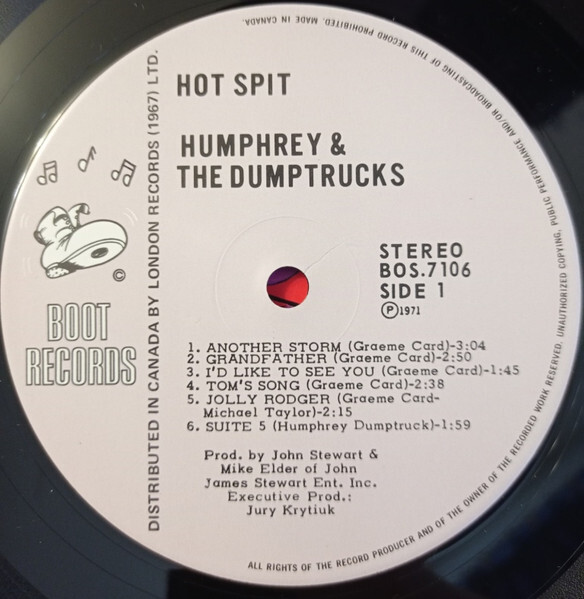 HOT SPIT
HUMPHREY &
THE DUMPTRUCKS
DISTRIBUTED IN CANADA BY LONDON RECORDS (1967) LTD.
©
BOOT
RECORDS
STEREO
BOS.7106
SIDE 1
Ⓟ1971
1. ANOTHER STORM (Graeme Card)-3:04
2. GRANDFATHER (Graeme Card)-2:50
3. I'D LIKE TO SEE YOU (Graeme Card)-1:45
4. TOM'S SONG (Graeme Card)-2:38
5. JOLLY RODGER (Graeme Card-
Michael Taylor)-2:15
6. SUITE 5 (Humphrey Dumptruck)-1:59
Prod. by John Stewart &
Mike Elder of John
James Stewart Ent. Inc.
Executive Prod.:
Jury Krytiuk
ALL RIGHTS OF THE RECORD PRODUCER AND OF THE OWNER OF THE RECORDED WORK RESERVED. UNAUTHORIZED COPYING, PUBLIC PERFORMANCE AND/OR BROADCASTING OF THIS RECORD PROHIBITED. MADE IN CANADA.